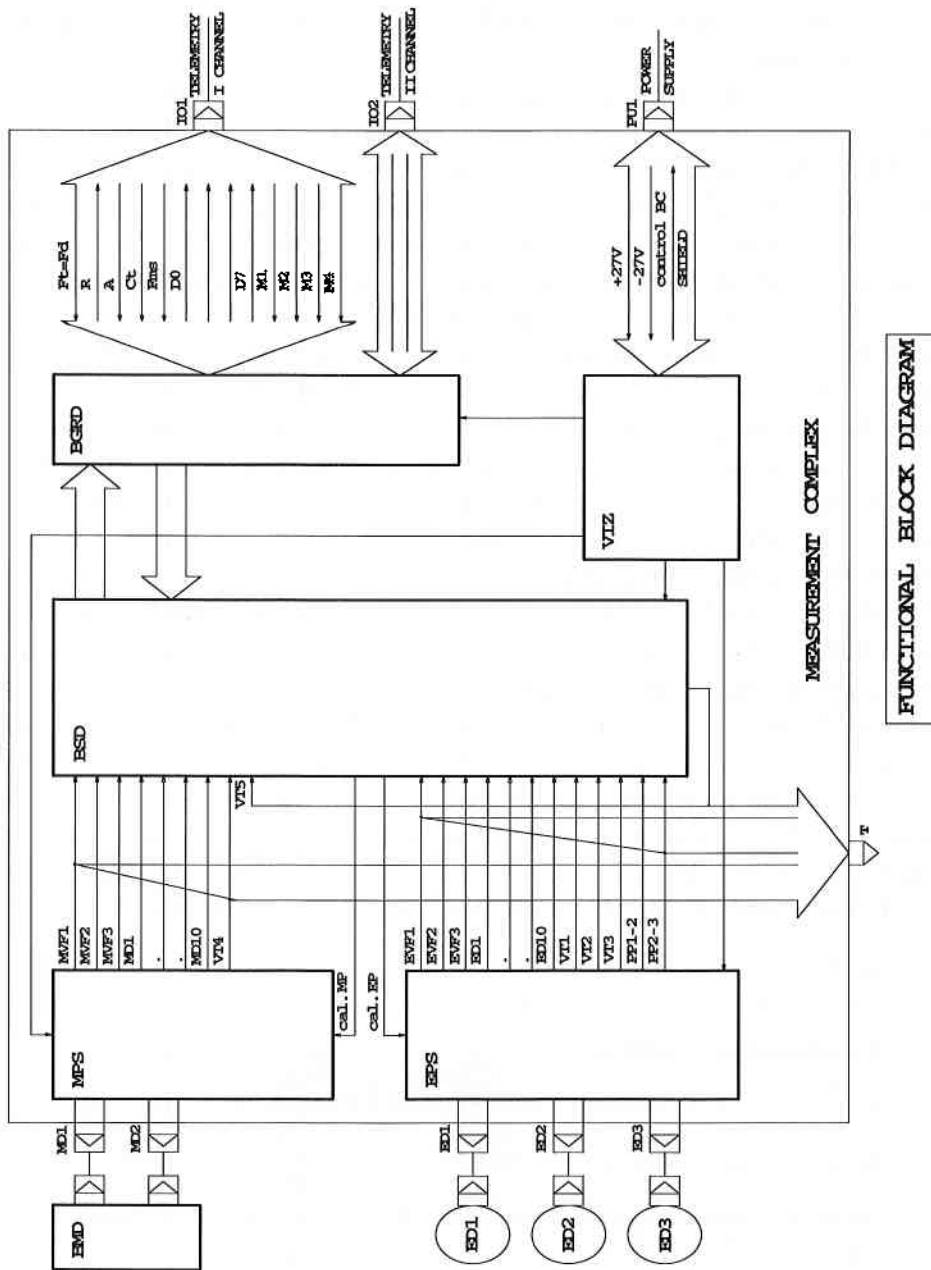 BMD
MD1
MD2
MPS
MVF1
MVF2
MVF3
MD1
.
.
MD10
VT4
VT5
cal.MP
cal.EP
BSD
BGRD
Ft=Fd
R
A
Ct
Fms
D0
D7
M1
M2
M3
M4
IO1
TELEMETRY
I CHANNEL
IO2
TELEMETRY
II CHANNEL
ED1
ED1
ED2
ED2
ED3
ED3
EPS
EVF1
EVF2
EVF3
ED1
.
.
ED10
VT1
VT2
VT3
PP1-2
PP2-3
VIZ
+27V
-27V
control BC
SHIELD
PU1
POWER
SUPPLY
MEASUREMENT COMPLEX
T
FUNCTIONAL BLOCK DIAGRAM